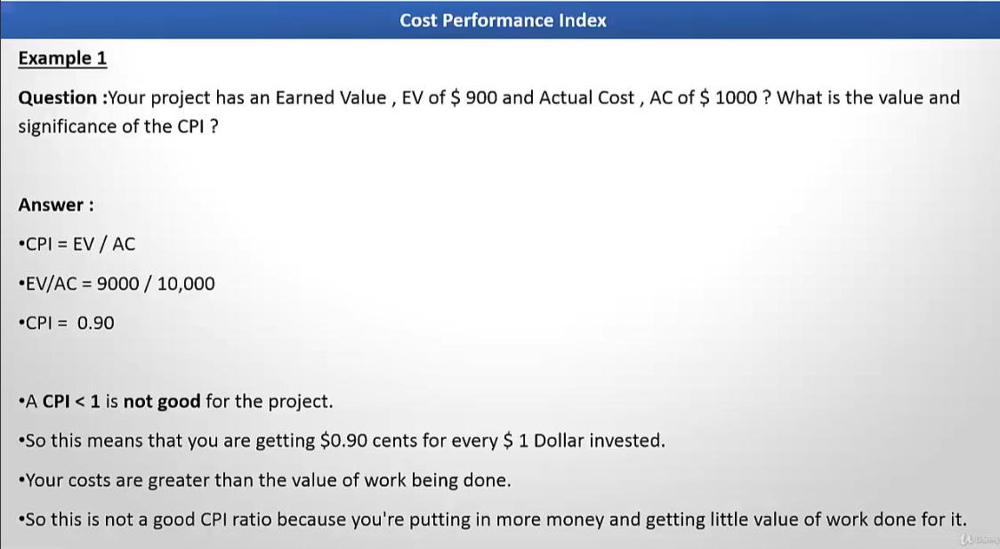 Cost Performance Index
Example 1
Question :Your project has an Earned Value , EV of $ 900 and Actual Cost , AC of $ 1000 ? What is the value and
significance of the CPI ?
Answer :
•CPI = EV / AC
•EV/AC = 9000 / 10,000
•CPI =  0.90
•A CPI < 1 is not good for the project.
•So this means that you are getting $0.90 cents for every $ 1 Dollar invested.
•Your costs are greater than the value of work being done.
•So this is not a good CPI ratio because you're putting in more money and getting little value of work done for it.
Udemy